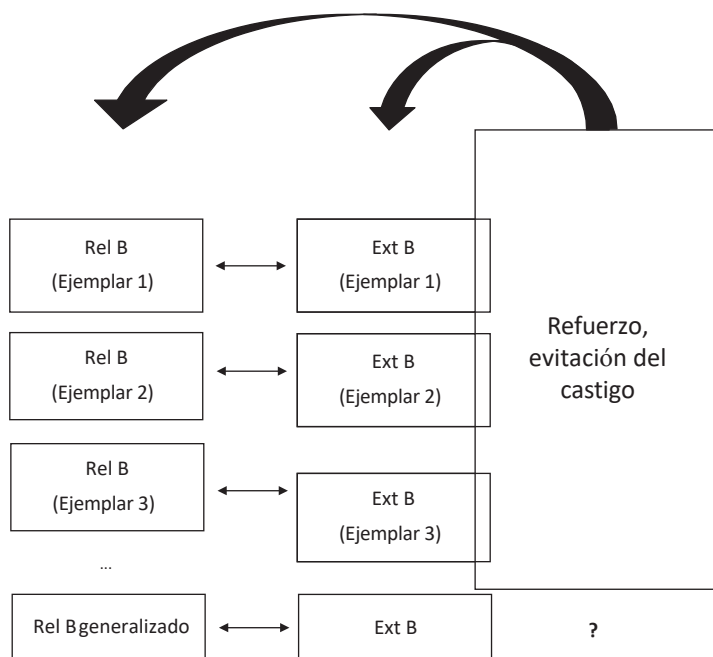 Rel B
(Ejemplar 1)
Ext B
(Ejemplar 1)
Rel B
(Ejemplar 2)
Ext B
(Ejemplar 2)
Rel B
(Ejemplar 3)
Ext B
(Ejemplar 3)
Refuerzo,
evitación del
castigo
...
Rel B generalizado
Ext B
?